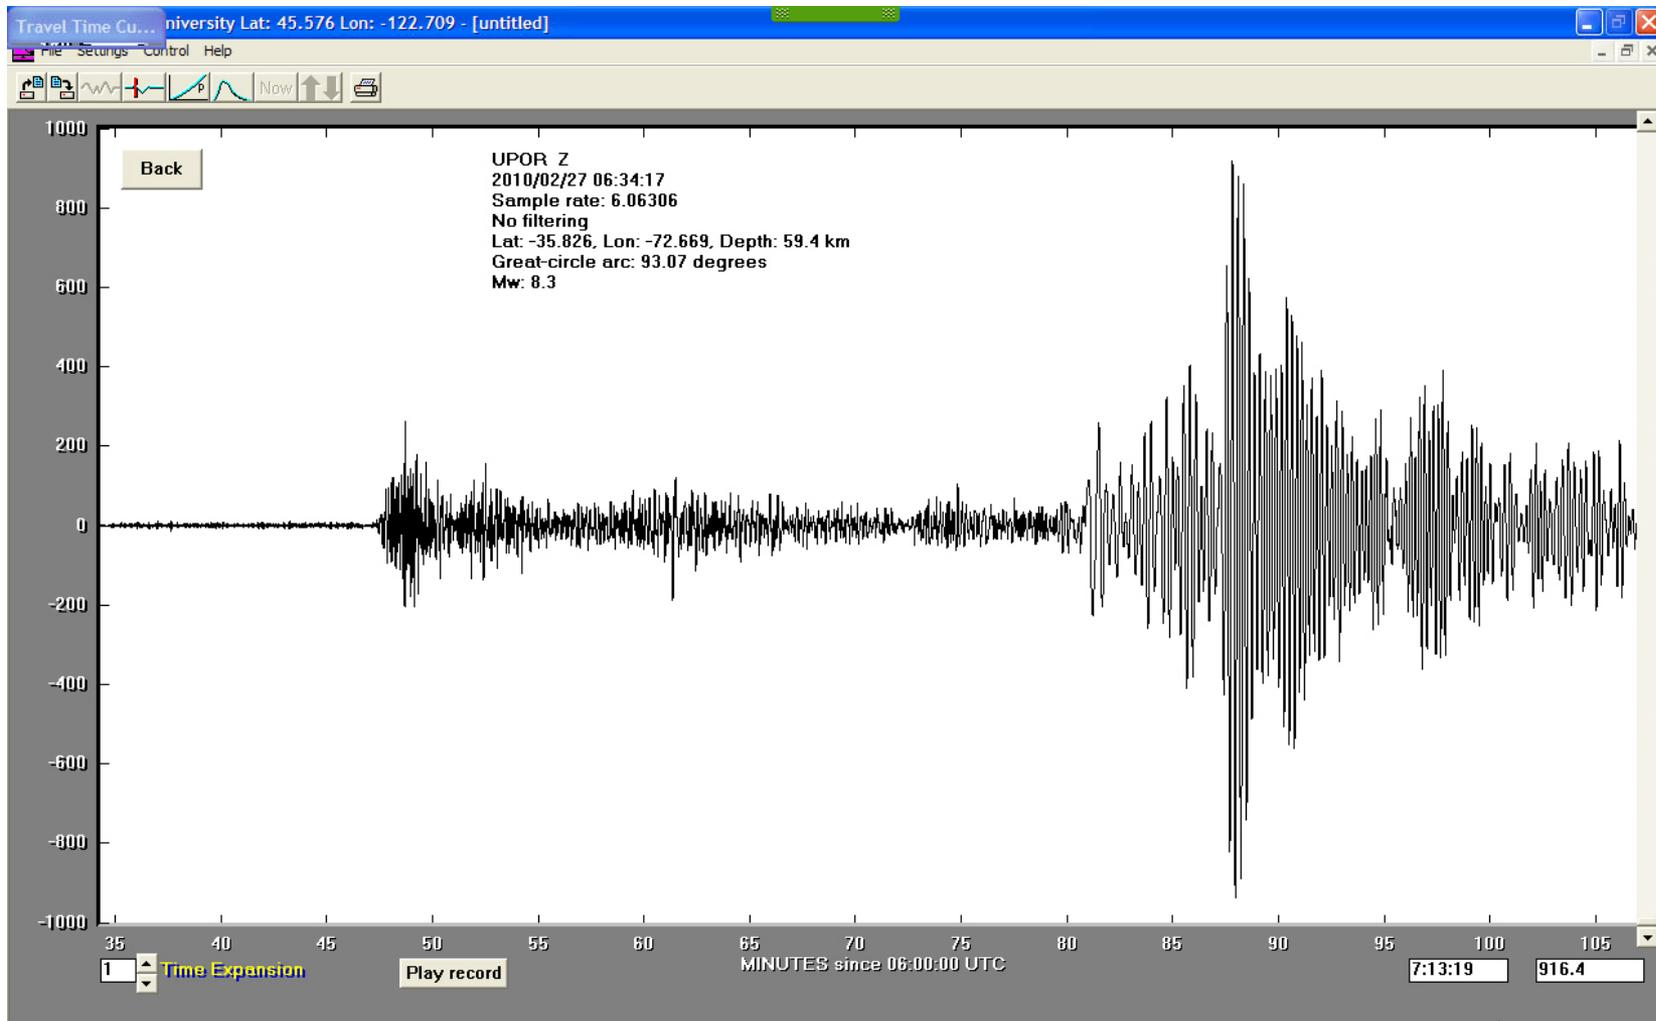 Travel Time Cu... niversity Lat: 45.576 Lon: -122.709 - [untitled]
File Settings Control Help
Now
1000
800
600
400
200
0
-200
-400
-600
-800
-1000
Back
UPOR Z
2010/02/27 06:34:17
Sample rate: 6.06306
No filtering
Lat: -35.826, Lon: -72.669, Depth: 59.4 km
Great-circle arc: 93.07 degrees
Mw: 8.3
35 40 45 50 55 60 65 70 75 80 85 90 95 100 105
MINUTES since 06:00:00 UTC
1 Time Expansion Play record 7:13:19 916.4